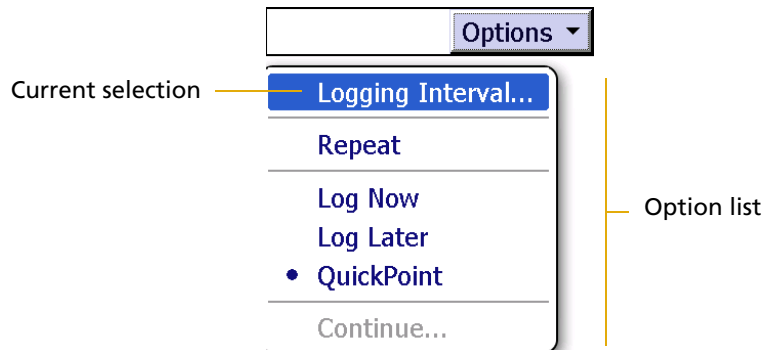 Options
Current selection
Logging Interval...
Repeat
Log Now
Option list
Log Later
• QuickPoint
Continue...